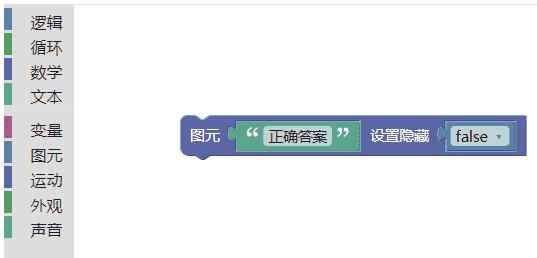 逻辑
循环
数学
文本
变量
图元
运动
外观
声音
图元 “ 正确答案 ” 设置隐藏 false